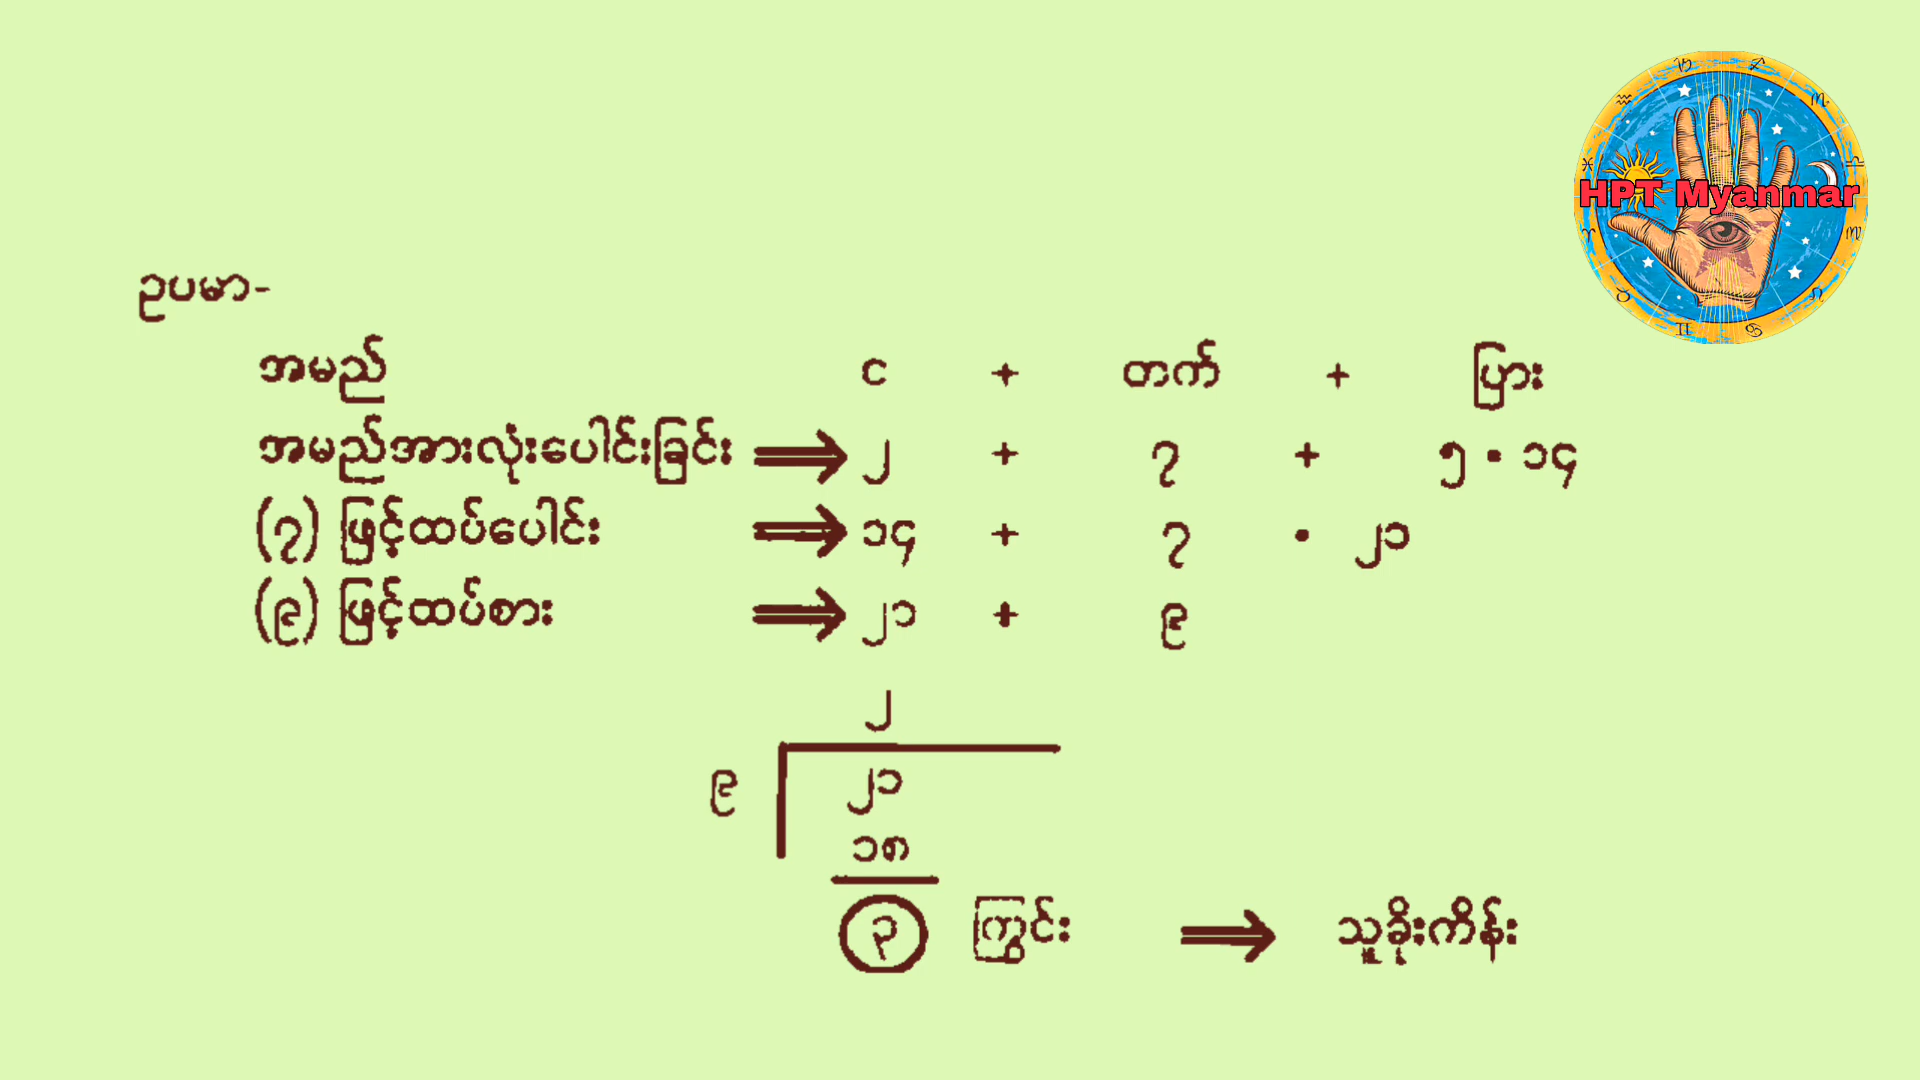 HPT Myanmar
ဥပမာ-
အမည် င + တက် + ပြား
အမည်အားလုံးပေါင်းခြင်း ⟹ ၂ + ၇ + ၅ • ၁၄
(၇) ဖြင့်ထပ်ပေါင်း ⟹ ၁၄ + ၇ • ၂၁
(၉) ဖြင့်ထပ်စား ⟹ ၂၁ + ၉
၂
၉ ၂၁
၁၈
၃ ကြွင်း ⟹ သူခိုးကိန်း